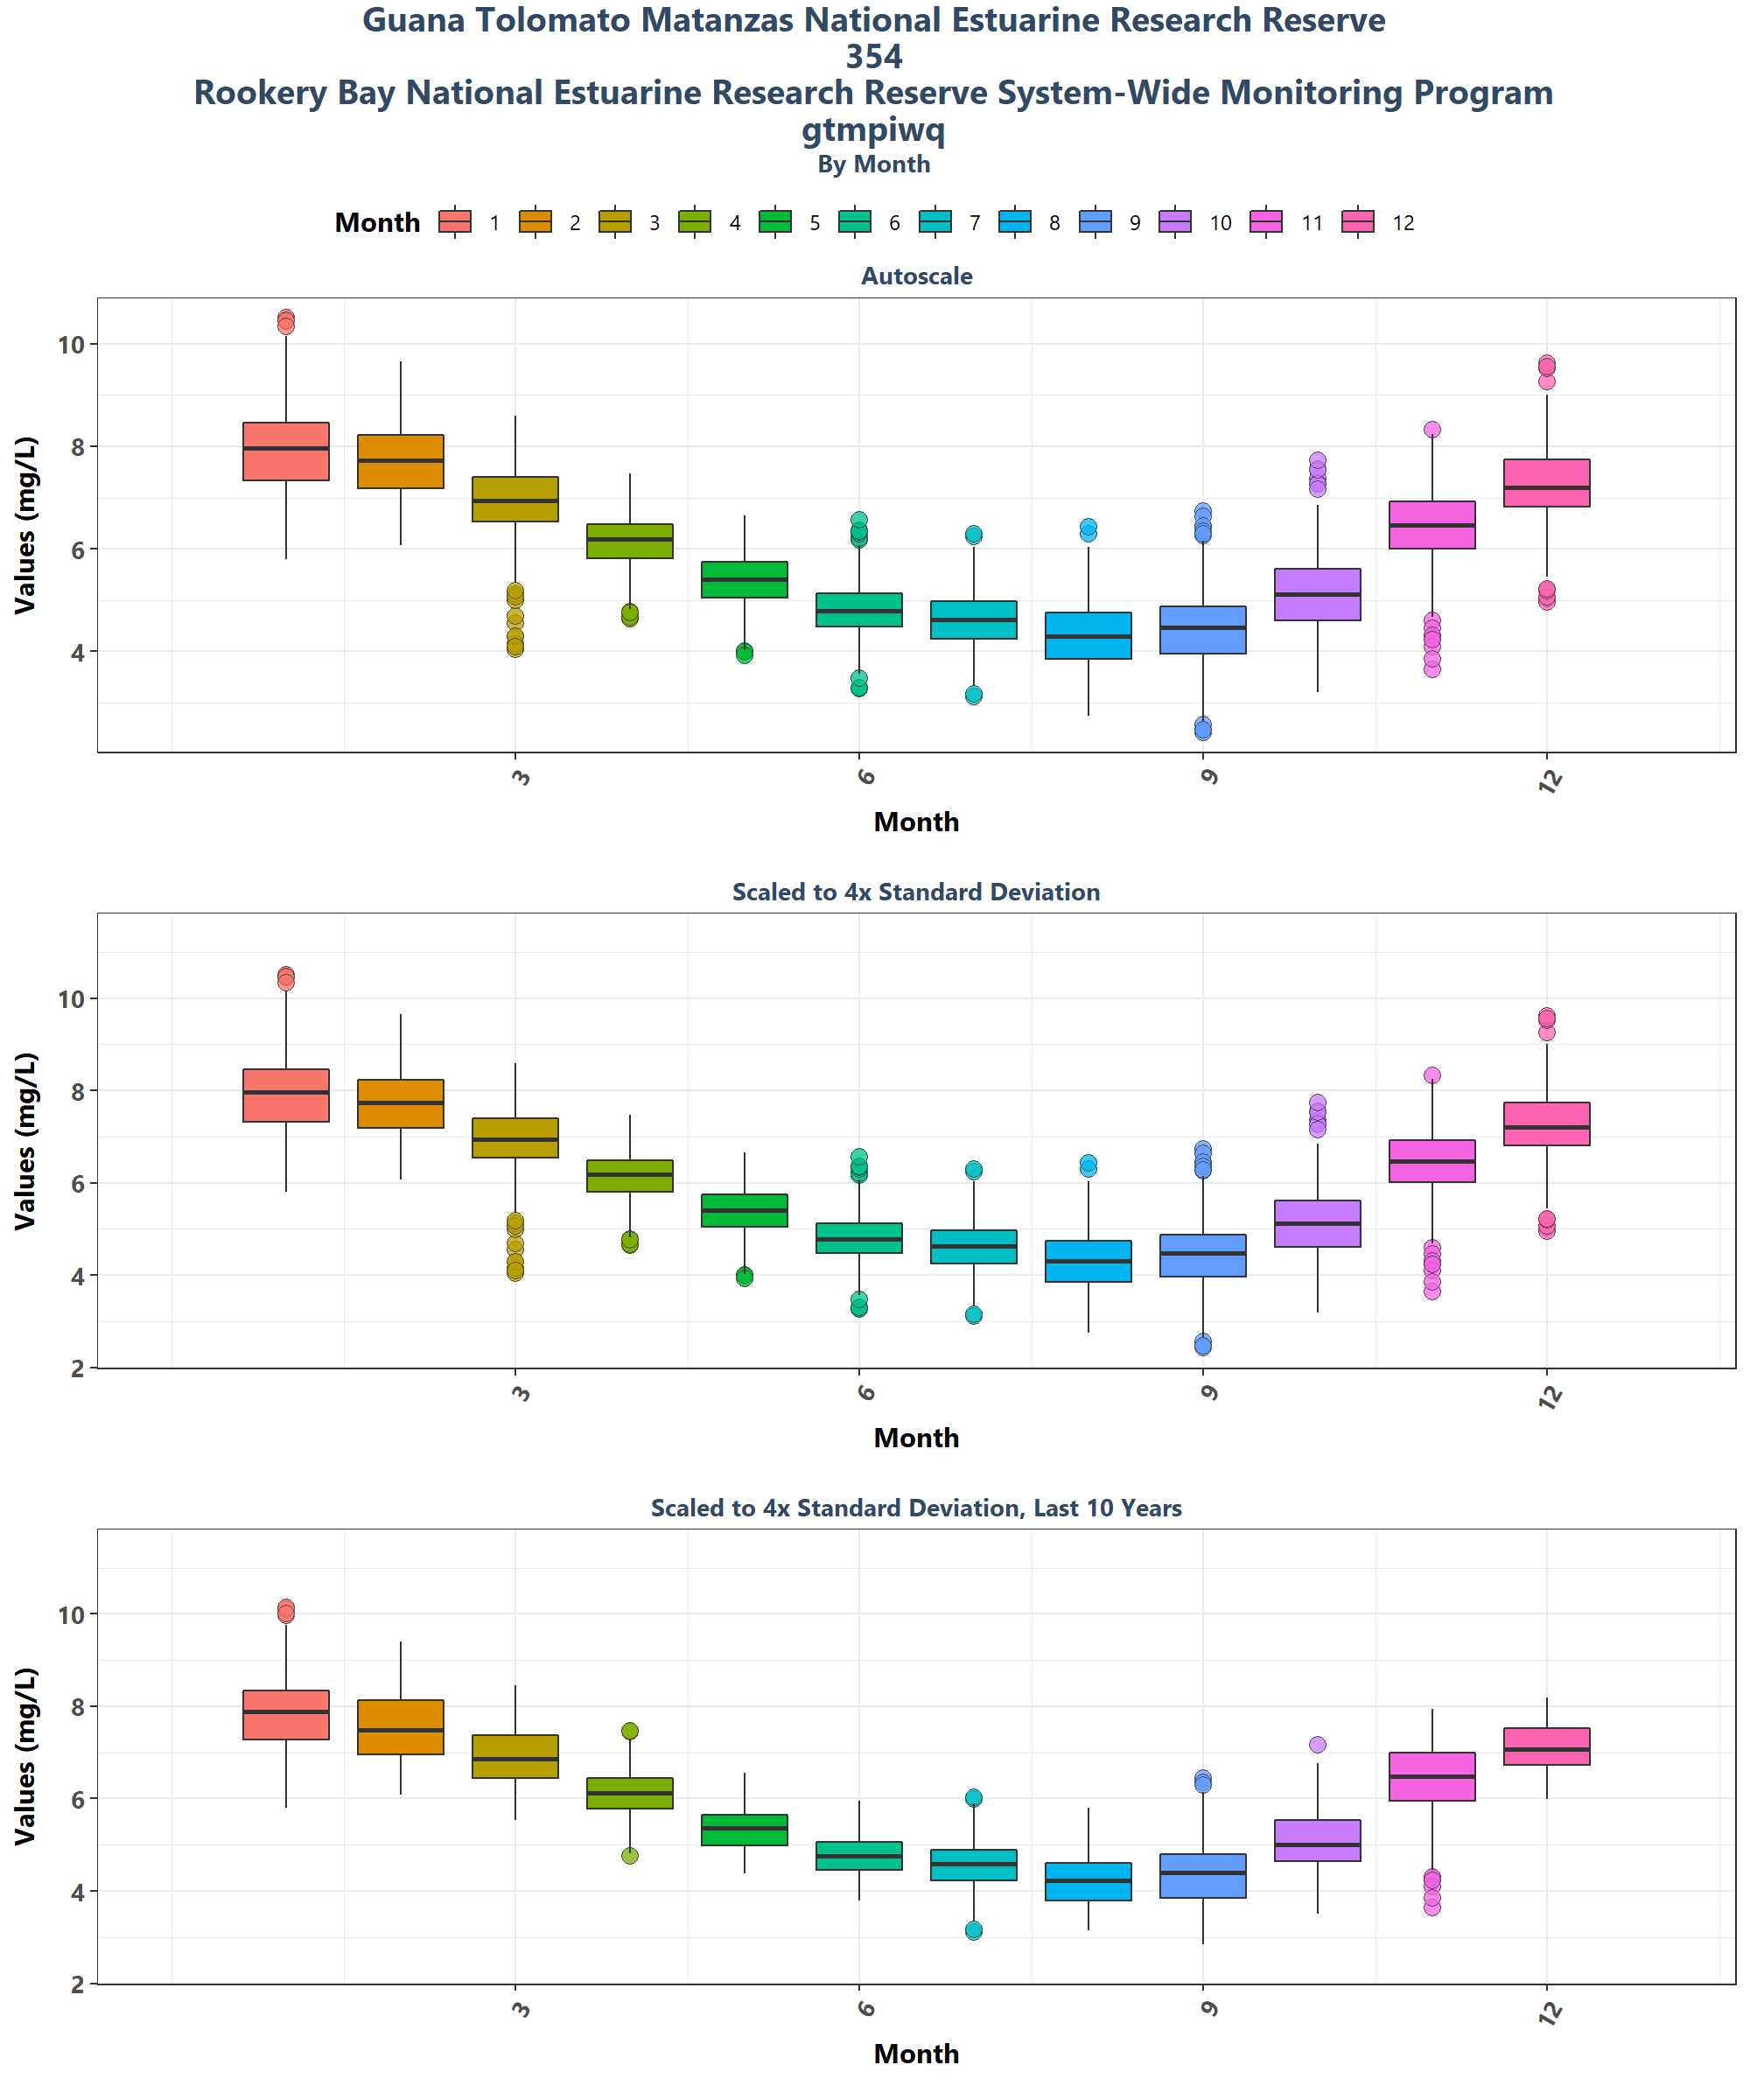 Guana Tolomato Matanzas National Estuarine Research Reserve
354
Rookery Bay National Estuarine Research Reserve System-Wide Monitoring Program
gtmpiwq
By Month
Month 1 2 3 4 5 6 7 8 9 10 11 12
Autoscale
Values (mg/L)
10
8
6
4
3 6 9 12
Month
Scaled to 4x Standard Deviation
Values (mg/L)
10
8
6
4
2
3 6 9 12
Month
Scaled to 4x Standard Deviation, Last 10 Years
Values (mg/L)
10
8
6
4
2
3 6 9 12
Month